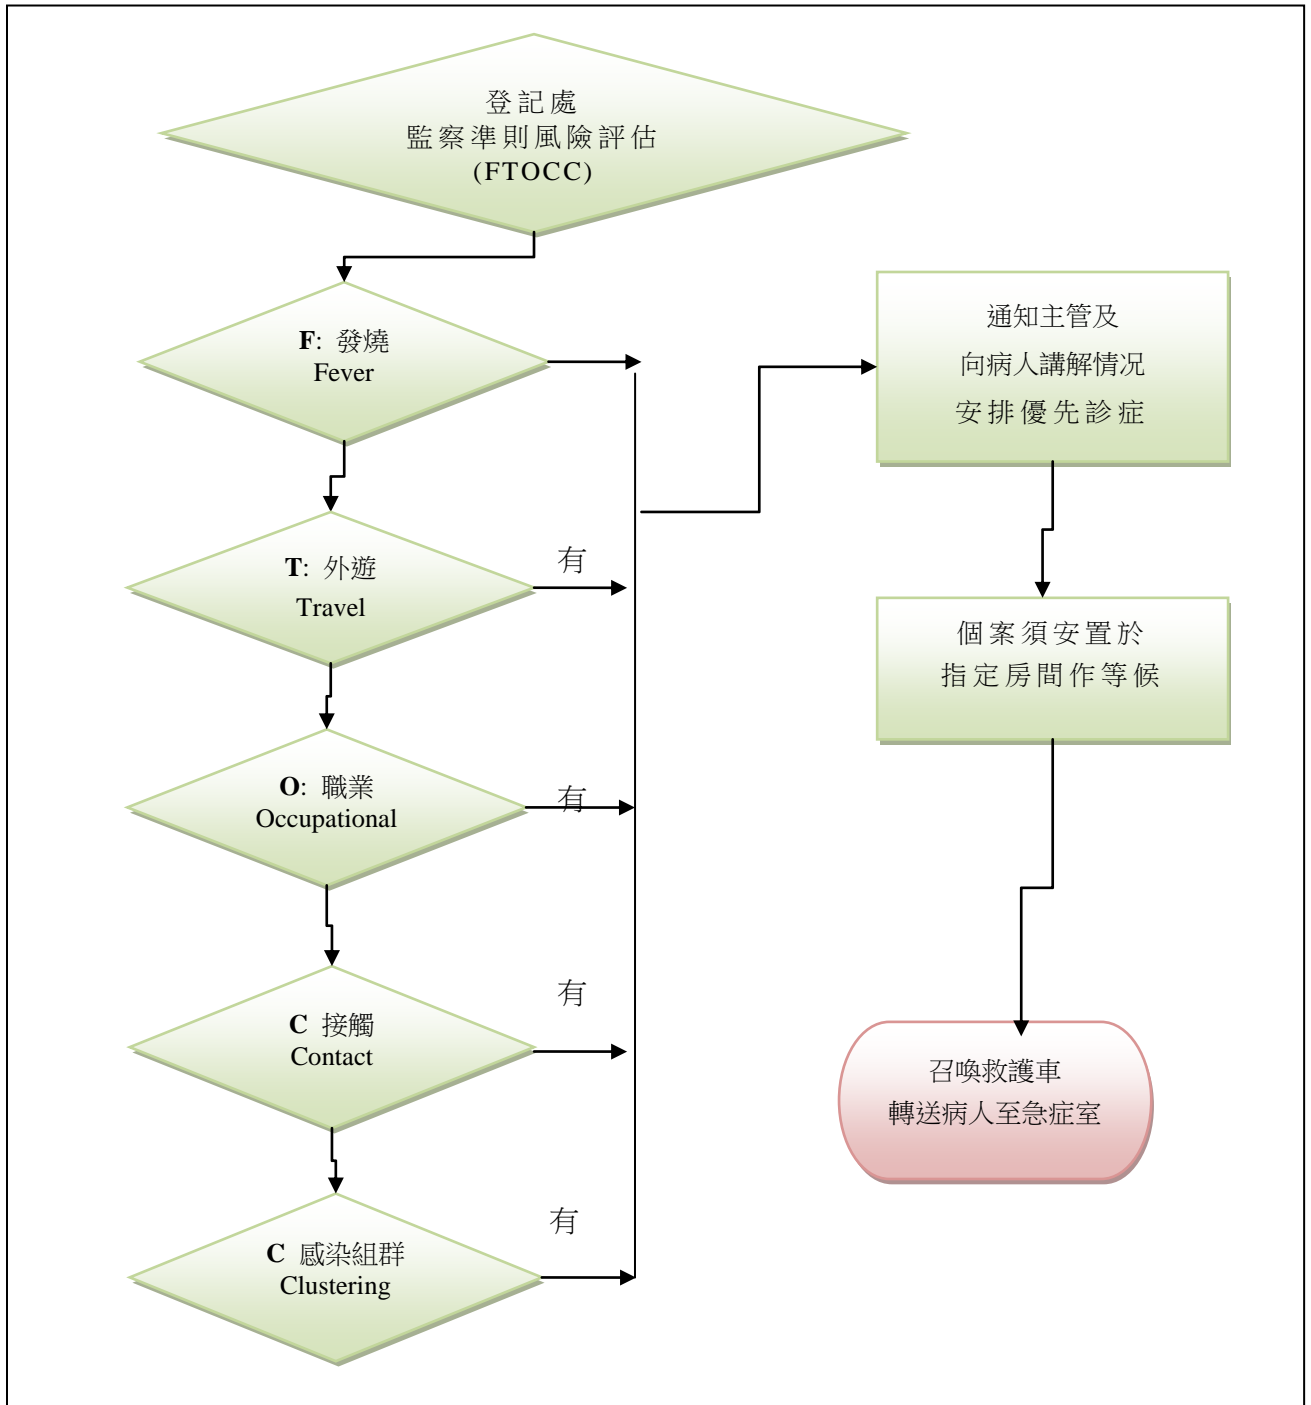 登記處
監察準則風險評估
(FTOCC)
F: 發燒
Fever
T: 外遊
Travel
有
O: 職業
Occupational
有
C 接觸
Contact
有
C 感染組群
Clustering
有
通知主管及
向病人講解情況
安排優先診症
個案須安置於
指定房間作等候
召喚救護車
轉送病人至急症室